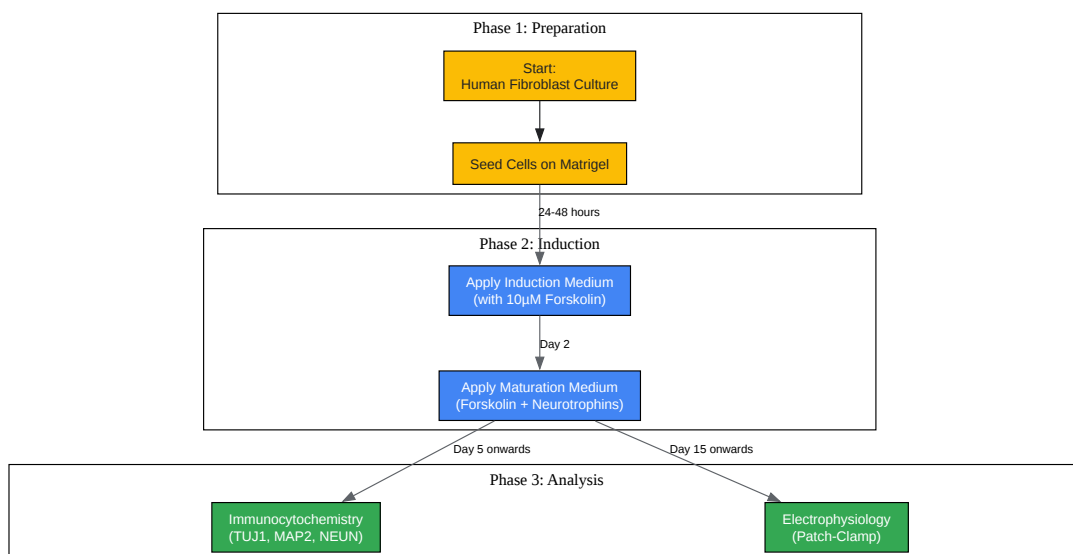 Phase 1: Preparation
Start:
Human Fibroblast Culture
Seed Cells on Matrigel
24-48 hours
Phase 2: Induction
Apply Induction Medium
(with 10µM Forskolin)
Day 2
Apply Maturation Medium
(Forskolin + Neurotrophins)
Day 5 onwards
Day 15 onwards
Phase 3: Analysis
Immunocytochemistry
(TUJ1, MAP2, NEUN)
Electrophysiology
(Patch-Clamp)